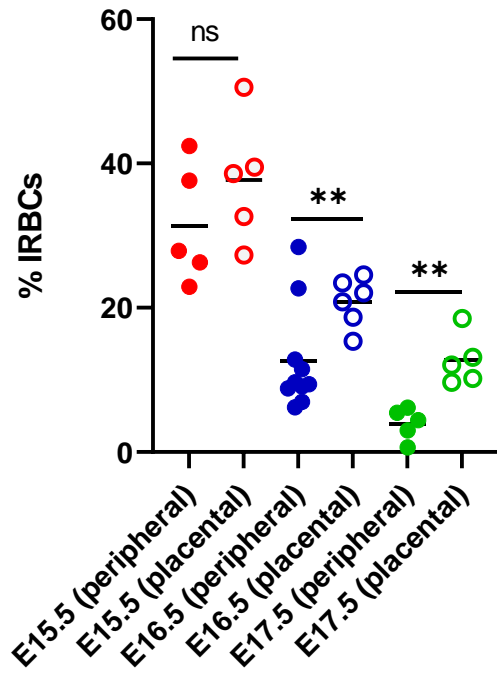 60
40
20
0
% IRBCs
ns
**
**
E15.5 (peripheral)
E15.5 (placental)
E16.5 (peripheral)
E16.5 (placental)
E17.5 (peripheral)
E17.5 (placental)